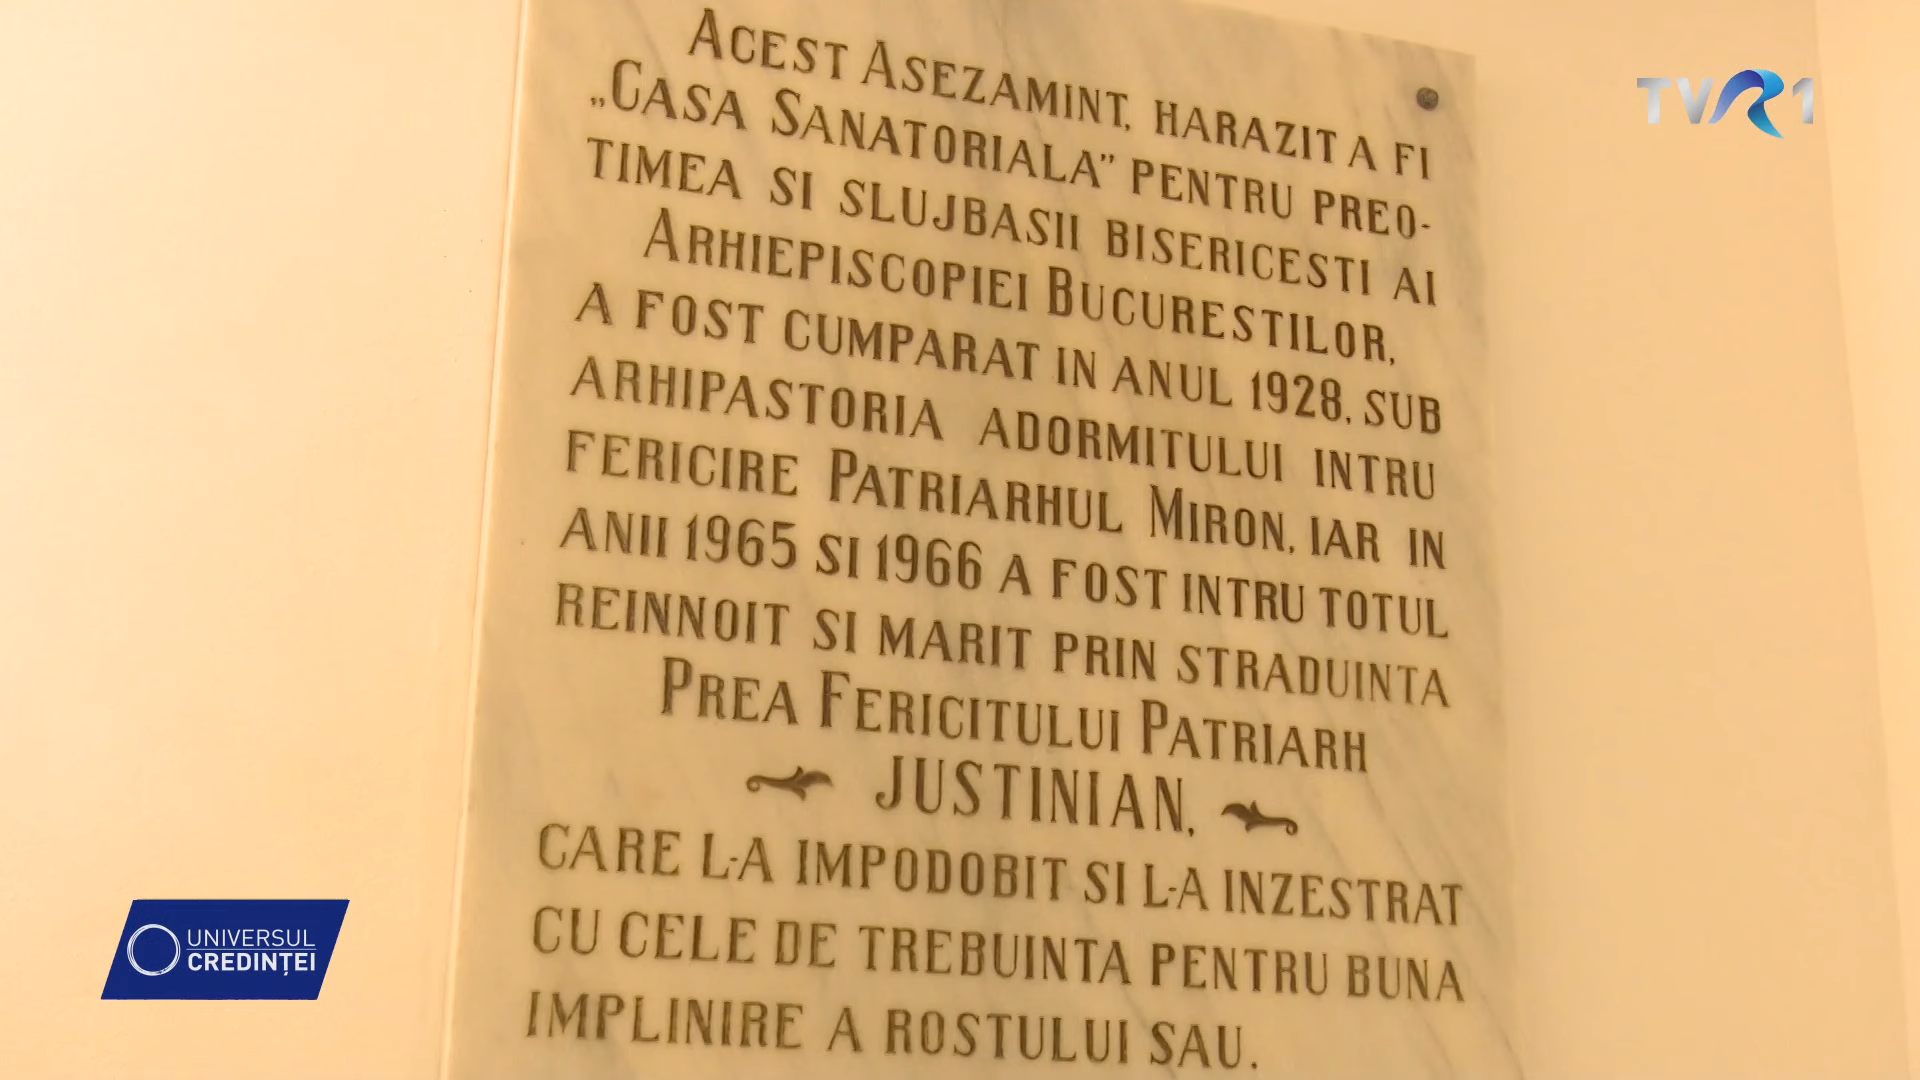 ACEST ASEZAMINT, HARAZIT A FI
„CASA SANATORIALA” PENTRU PREO-
TIMEA SI SLUJBASII BISERICESTI AI
ARHIEPISCOPIEI BUCURESTILOR,
A FOST CUMPARAT IN ANUL 1928, SUB
ARHIPASTORIA ADORMITULUI INTRU
FERICIRE PATRIARHUL MIRON, IAR IN
ANII 1965 SI 1966 A FOST INTRU TOTUL
REINNOIT SI MARIT PRIN STRADUINTA
PREA FERICITULUI PATRIARH
JUSTINIAN,
CARE L-A IMPODOBIT SI L-A INZESTRAT
CU CELE DE TREBUINTA PENTRU BUNA
IMPLINIRE A ROSTULUI SAU.
TVR1
UNIVERSUL
CREDINȚEI